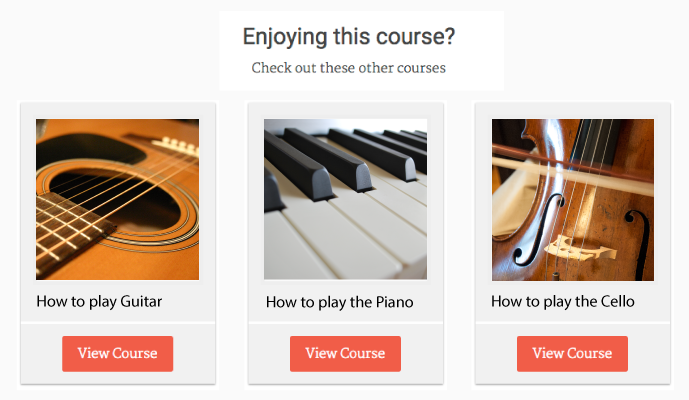 Enjoying this course?
Check out these other courses
How to play Guitar
How to play the Piano
How to play the Cello
View Course
View Course
View Course